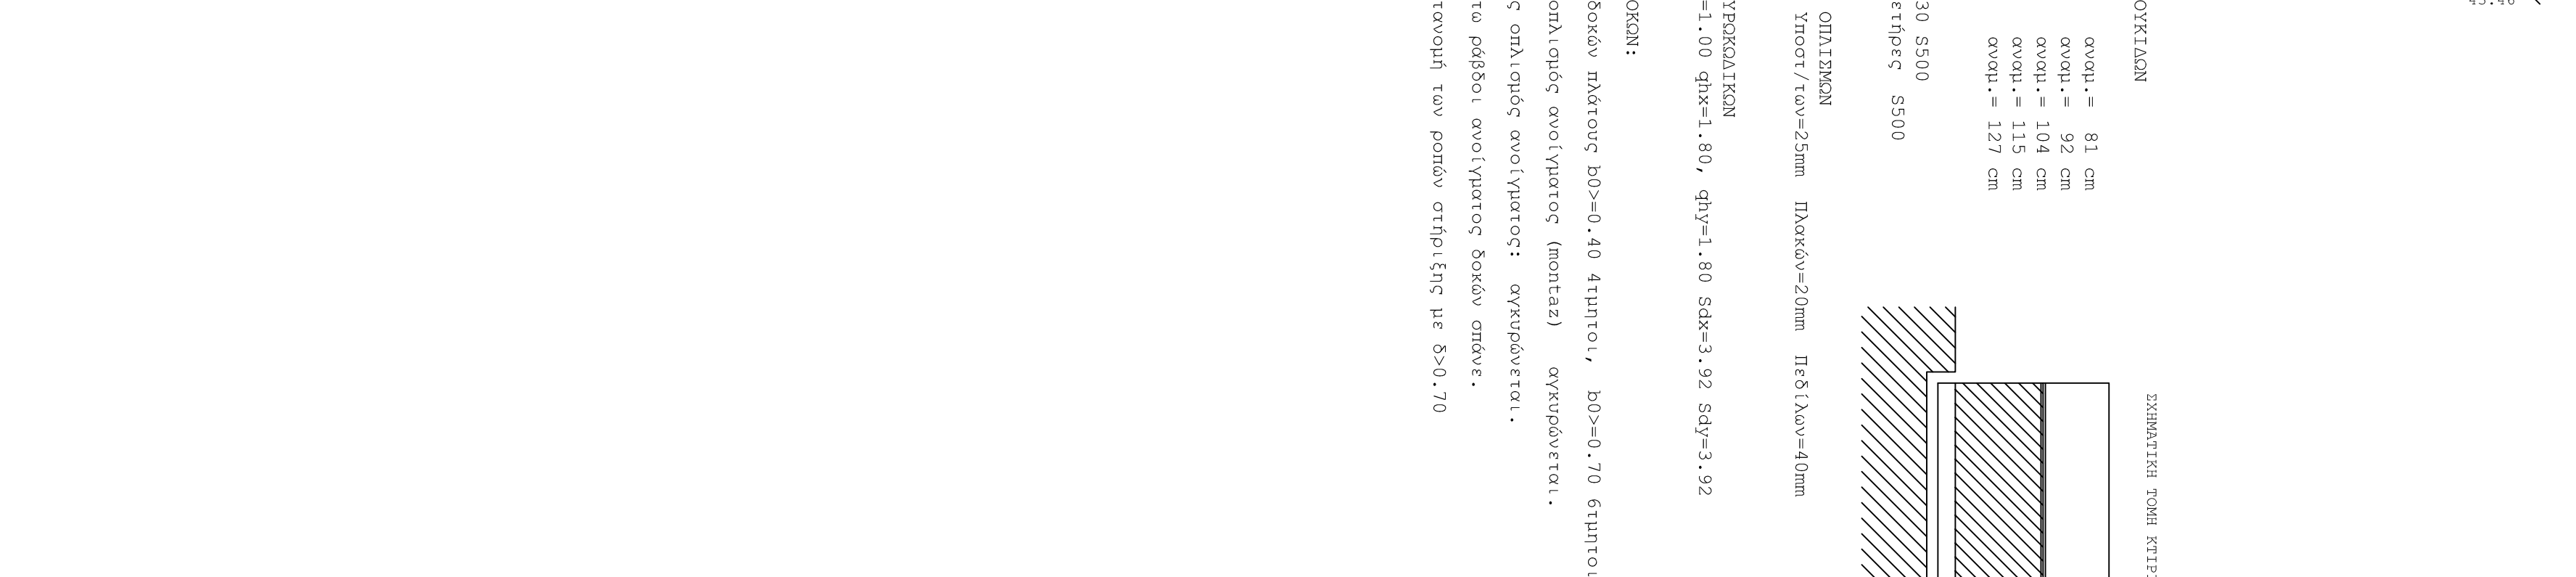 ΟΥΚΙΔΩΝ
αναμ.=  81 cm
αναμ.=  92 cm
αναμ.= 104 cm
αναμ.= 115 cm
αναμ.= 127 cm
30 S500
ετήρες  S500
ΟΠΛΙΣΜΩΝ
Υποστ/των=25mm  Πλακών=20mm  Πεδίλων=40mm
ΥΡΩΚΩΔΙΚΩΝ
=1.00 qhx=1.80, qhy=1.80 Sdx=3.92 Sdy=3.92
ΟΚΩΝ:
δοκών πλάτους b0>=0.40 4τμητοι,  b0>=0.70 6τμητοι
οπλισμός ανοίγματος (montaz)   αγκυρώνεται.
ς οπλισμός ανοίγματος:  αγκυρώνεται.
τω ράβδοι ανοίγματος δοκών σπάνε.
τανομή των ροπών στήριξης με δ>0.70
ΣΧΗΜΑΤΙΚΗ ΤΟΜΗ ΚΤΙΡ